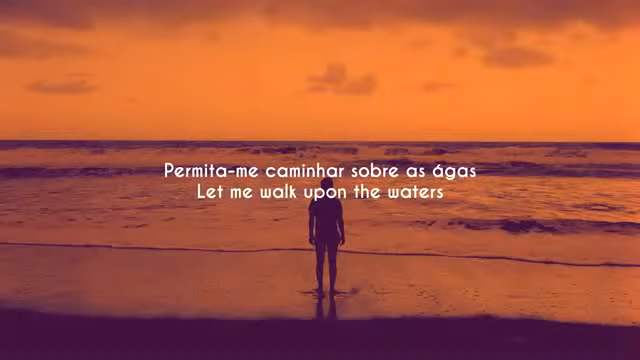 Permita-me caminhar sobre as ágas
Let me walk upon the waters